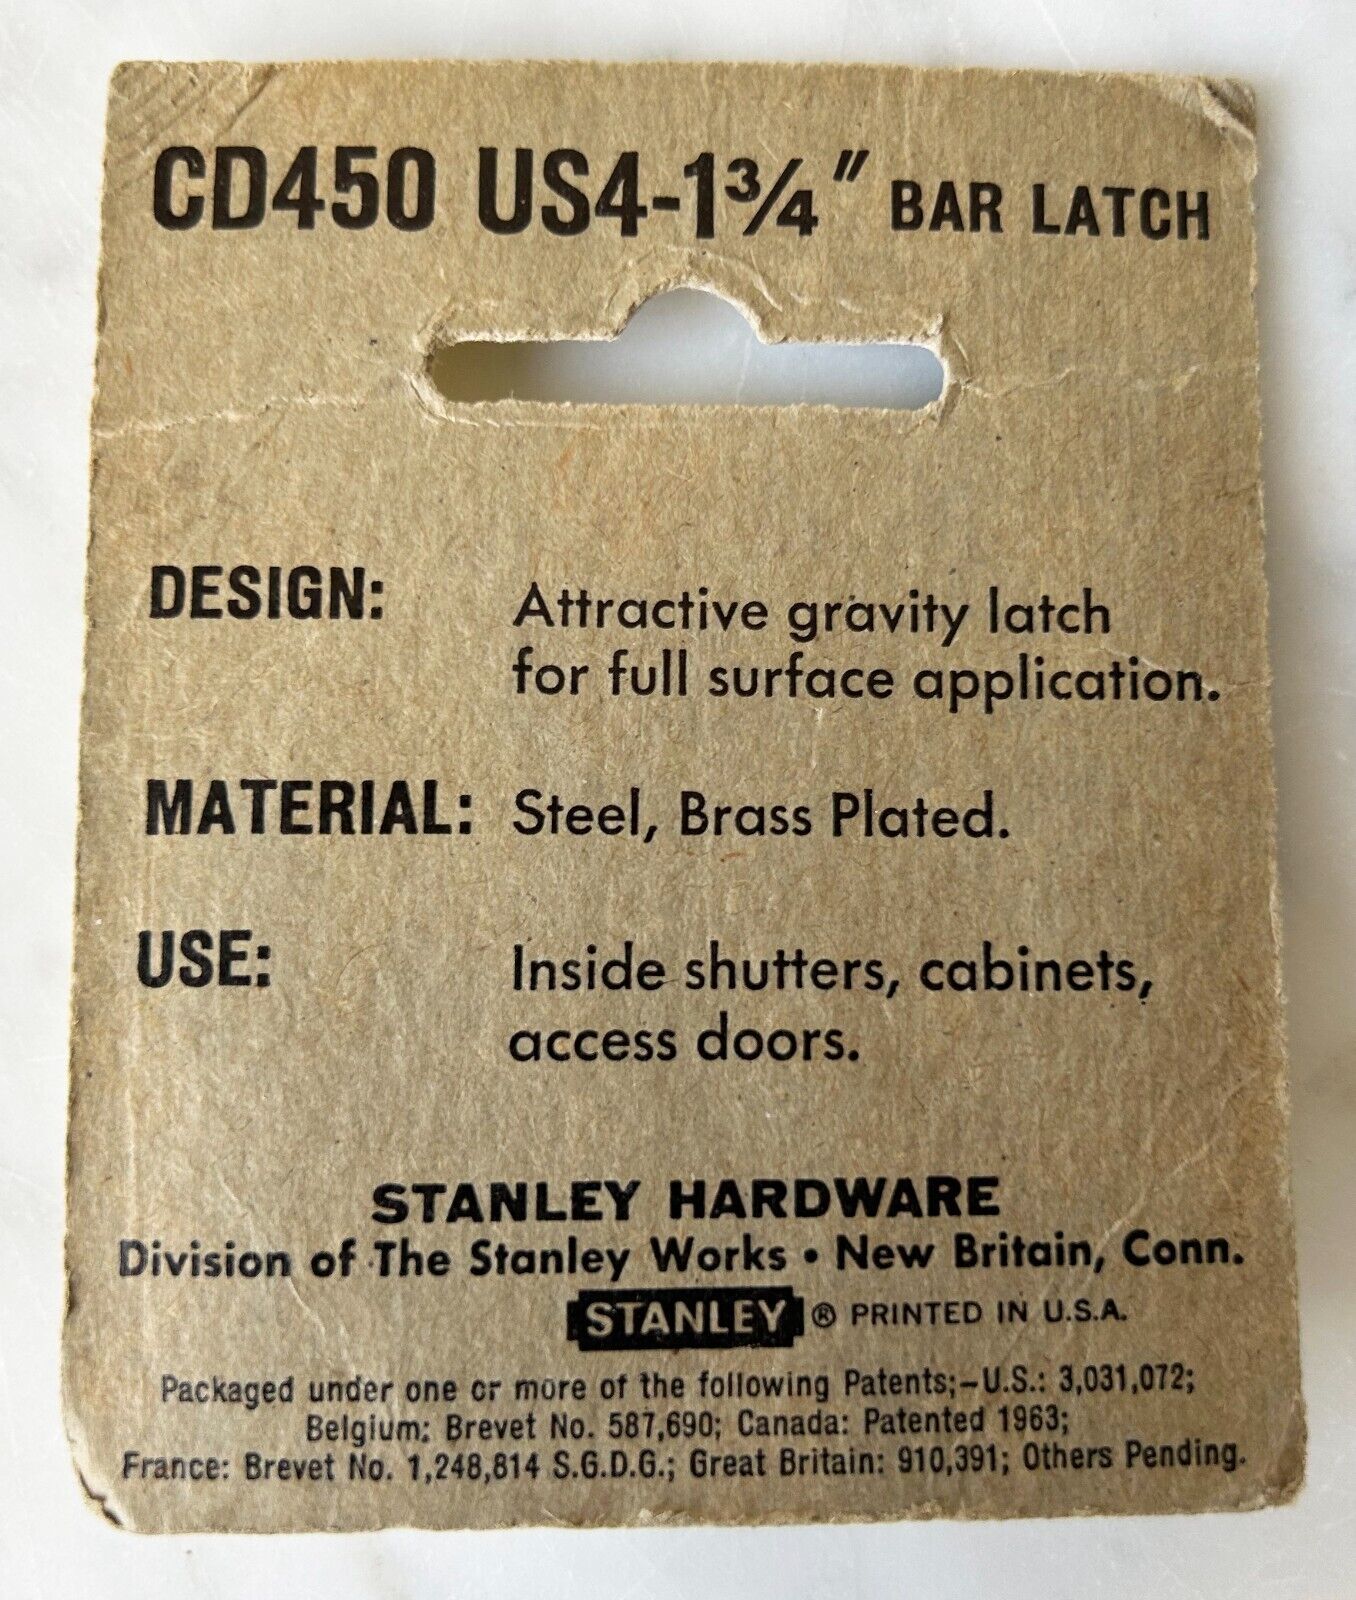 CD450 US4-1¾" BAR LATCH
DESIGN: Attractive gravity latch
for full surface application.
MATERIAL: Steel, Brass Plated.
USE: Inside shutters, cabinets,
access doors.
STANLEY HARDWARE
Division of The Stanley Works • New Britain, Conn.
STANLEY ® PRINTED IN U.S.A.
Packaged under one or more of the following Patents;–U.S.: 3,031,072;
Belgium: Brevet No. 587,690; Canada: Patented 1963;
France: Brevet No. 1,248,814 S.G.D.G.; Great Britain: 910,391; Others Pending.